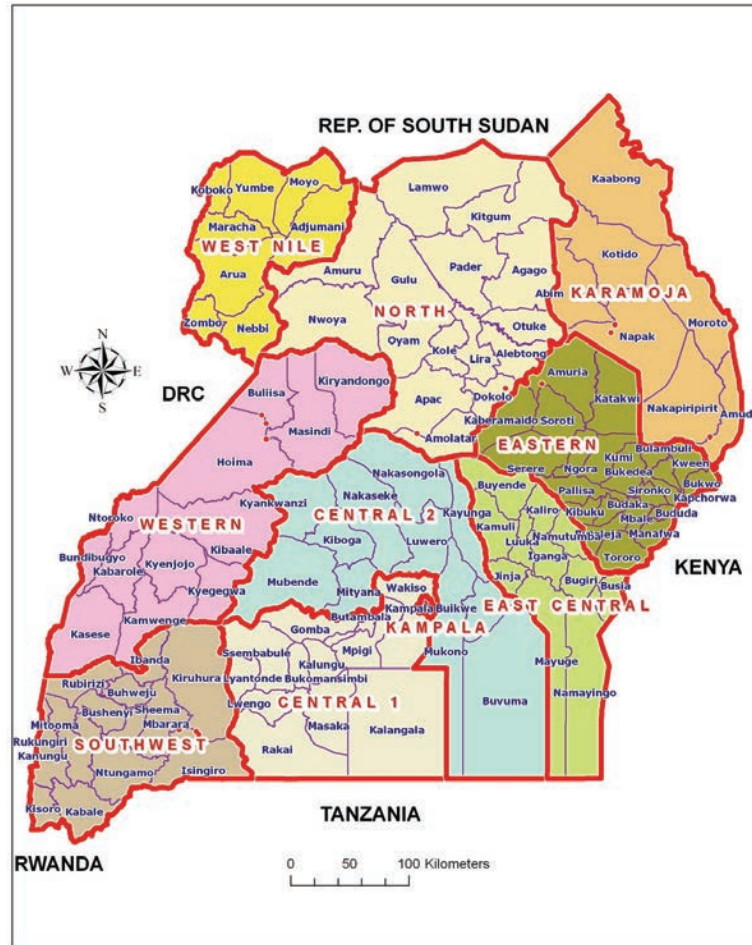 REP. OF SOUTH SUDAN
Koboko
Yumbe
Moyo
Maracha
Adjumani
WEST NILE
Arua
Zombo
Nebbi
Lamwo
Kitgum
Amuru
Gulu
Pader
Agago
NORTH
Nwoya
Oyam
Kole
Lira
Otuke
Alebtong
Apac
Dokolo
Amolatar
Kaabong
Kotido
Abim
KARAMOJA
Moroto
Napak
Nakapiripirit
Amud
N
W
E
S
DRC
Buliisa
Kiryandongo
Masindi
Hoima
Kyankwanzi
Ntoroko
WESTERN
Kibaale
Bundibugyo
Kabarole
Kyenjojo
Kyegegwa
Kamwenge
Kasese
Amuria
Katakwi
Kaberamaido
Soroti
EASTERN
Serere
Ngora
Kumi
Bukedea
Bulambuli
Kween
Bukwo
Kapchorwa
Pallisa
Sironko
Kibuku
Budaka
Bududa
Mbale
Manafwa
Tororo
KENYA
Nakasongola
Nakaseke
CENTRAL 2
Kayunga
Kiboga
Luwero
Mubende
Mityana
Buikwe
Mukono
Buvuma
Buyende
Kamuli
Kaliro
Luuka
Namutumba
leja
Iganga
Jinja
Bugiri
Busia
EAST CENTRAL
Mayuge
Namayingo
Wakiso
Kampala
KAMPALA
Butambala
Gomba
Mpigi
Ssembabule
Kalungu
Lyantonde
Bukomansimbi
Lwengo
CENTRAL 1
Masaka
Kalangala
Rakai
Ibanda
Kiruhura
Rubirizi
Buhweju
Bushenyi
Sheema
Mitooma
Mbarara
Rukungiri
SOUTHWEST
Kanungu
Ntungamo
Isingiro
Kisoro
Kabale
TANZANIA
RWANDA
0 50 100 Kilometers